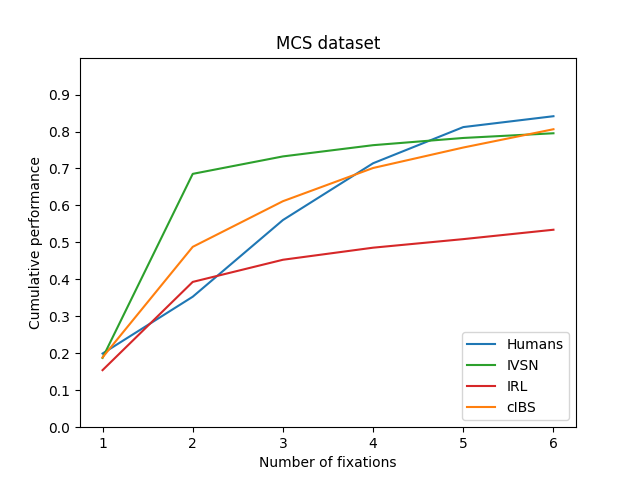 MCS dataset
Cumulative performance
0.9
0.8
0.7
0.6
0.5
0.4
0.3
0.2
0.1
0.0
1 2 3 4 5 6
Number of fixations
Humans
IVSN
IRL
cIBS